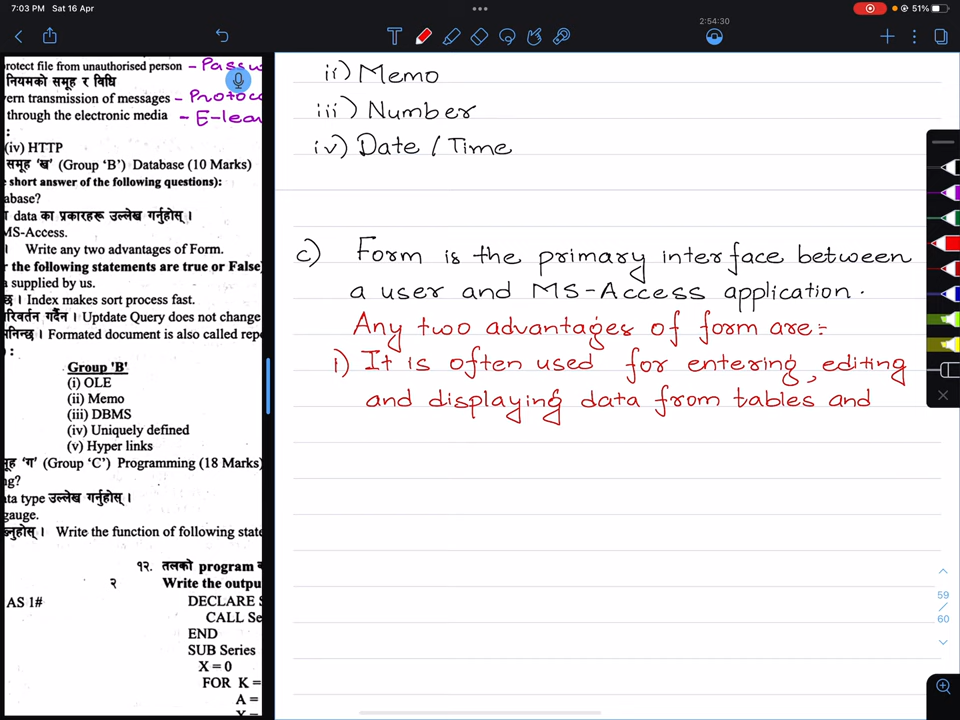 7:03 PM Sat 16 Apr
51%
2:54:30
rotect file from unauthorised person - Passw
नियमको समूह र विधि
ern transmission of messages - Protoc
through the electronic media - E-lear
:
(iv) HTTP
समूह 'ख' (Group 'B') Database (10 Marks)
short answer of the following questions):
abase?
data का प्रकारहरू उल्लेख गर्नुहोस् ।
MS-Access.
। Write any two advantages of Form.
r the following statements are true or False)
supplied by us.
छ । Index makes sort process fast.
रिवर्तन गर्दैन । Uptdate Query does not change
मनिन्छ । Formated document is also called rep
) :
Group 'B'
(i) OLE
(ii) Memo
(iii) DBMS
(iv) Uniquely defined
(v) Hyper links
मूह 'ग' (Group 'C') Programming (18 Marks)
ng?
ata type उल्लेख गर्नुहोस् ।
gauge.
ख्नुहोस् । Write the function of following state
१२. तलको program
२ Write the outpu
AS 1# DECLARE S
CALL Se
END
SUB Series
X = 0
FOR K =
A =
ii) Memo
iii) Number
iv) Date / Time
c) Form is the primary interface between
a user and MS-Access application.
Any two advantages of form are:-
i) It is often used for entering, editing
and displaying data from tables and
59
/
60